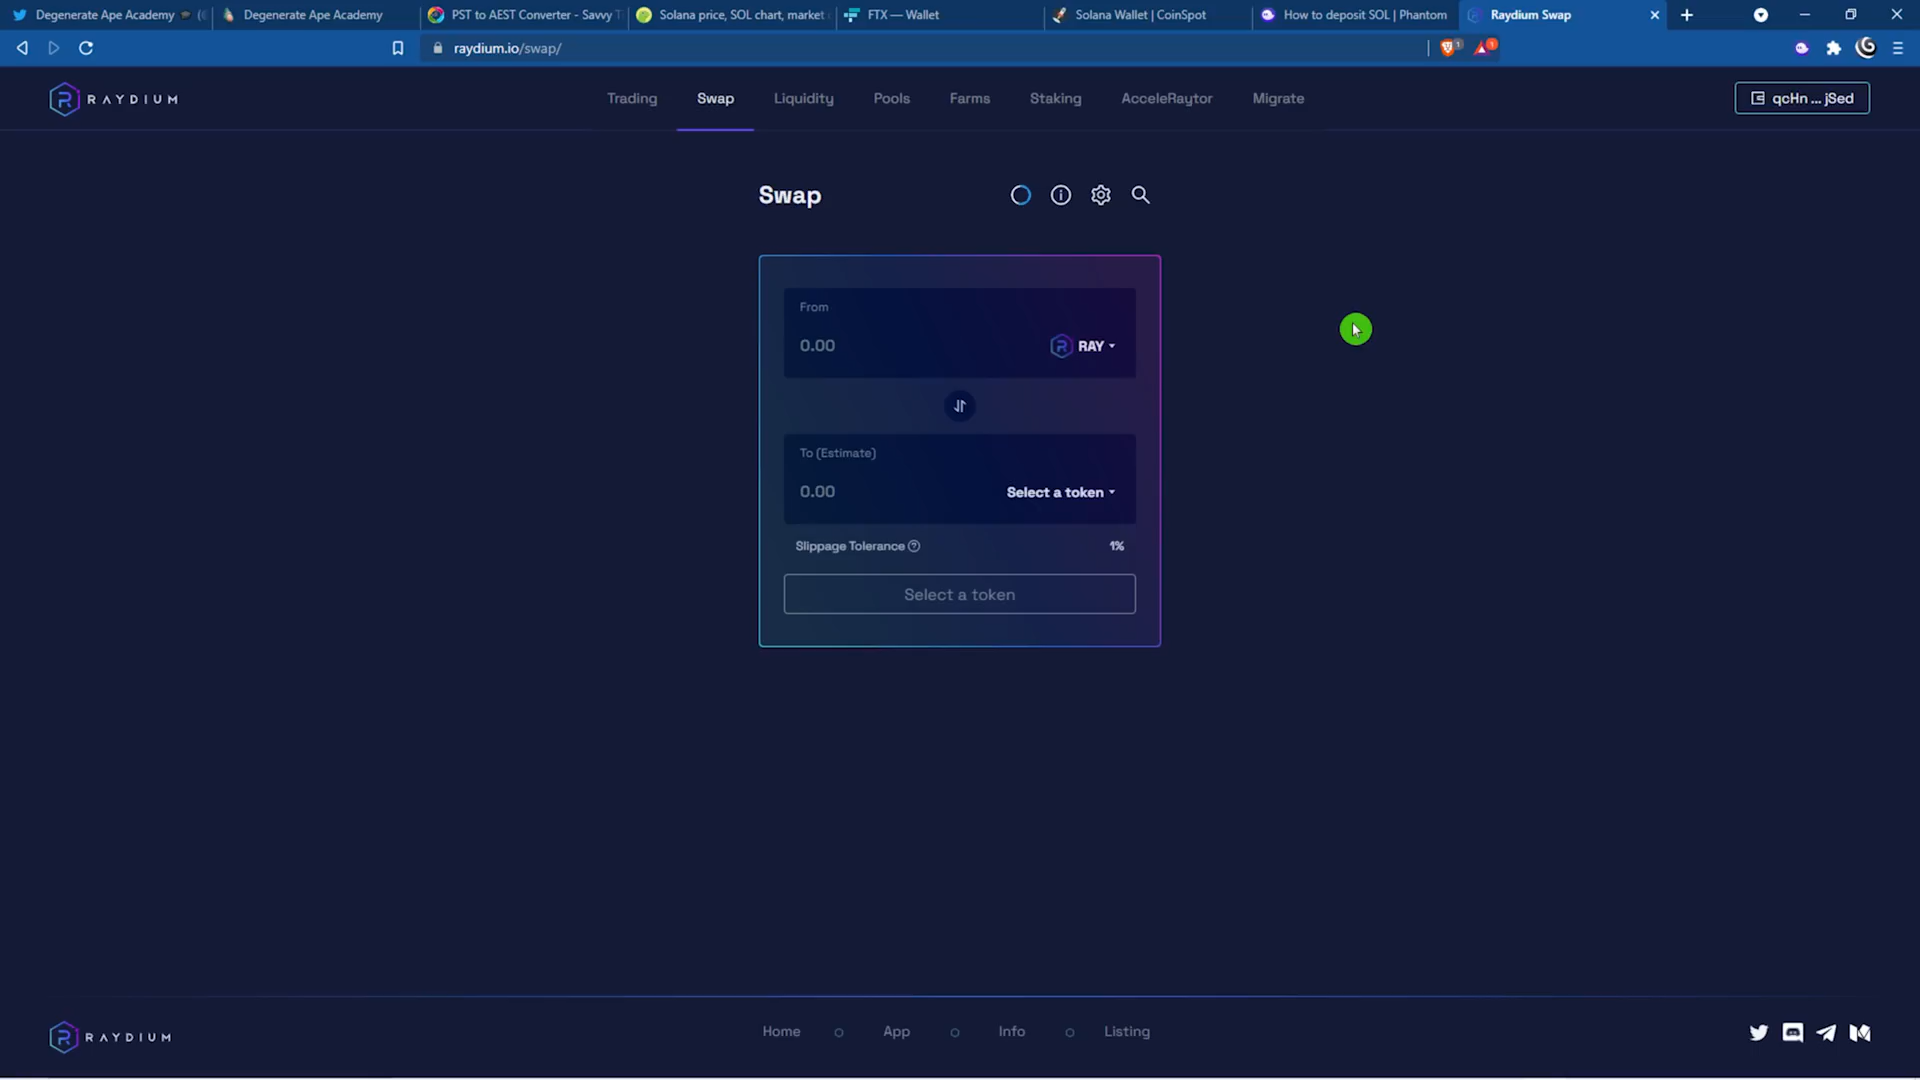 Degenerate Ape Academy
Degenerate Ape Academy
PST to AEST Converter - Savvy T
Solana price, SOL chart, market
FTX — Wallet
Solana Wallet | CoinSpot
How to deposit SOL | Phantom
Raydium Swap
raydium.io/swap/
1
1
RAYDIUM
Trading
Swap
Liquidity
Pools
Farms
Staking
AcceleRaytor
Migrate
qcHn ... jSed
Swap
From
0.00
RAY
To (Estimate)
0.00
Select a token
Slippage Tolerance
1%
Select a token
RAYDIUM
Home
App
Info
Listing